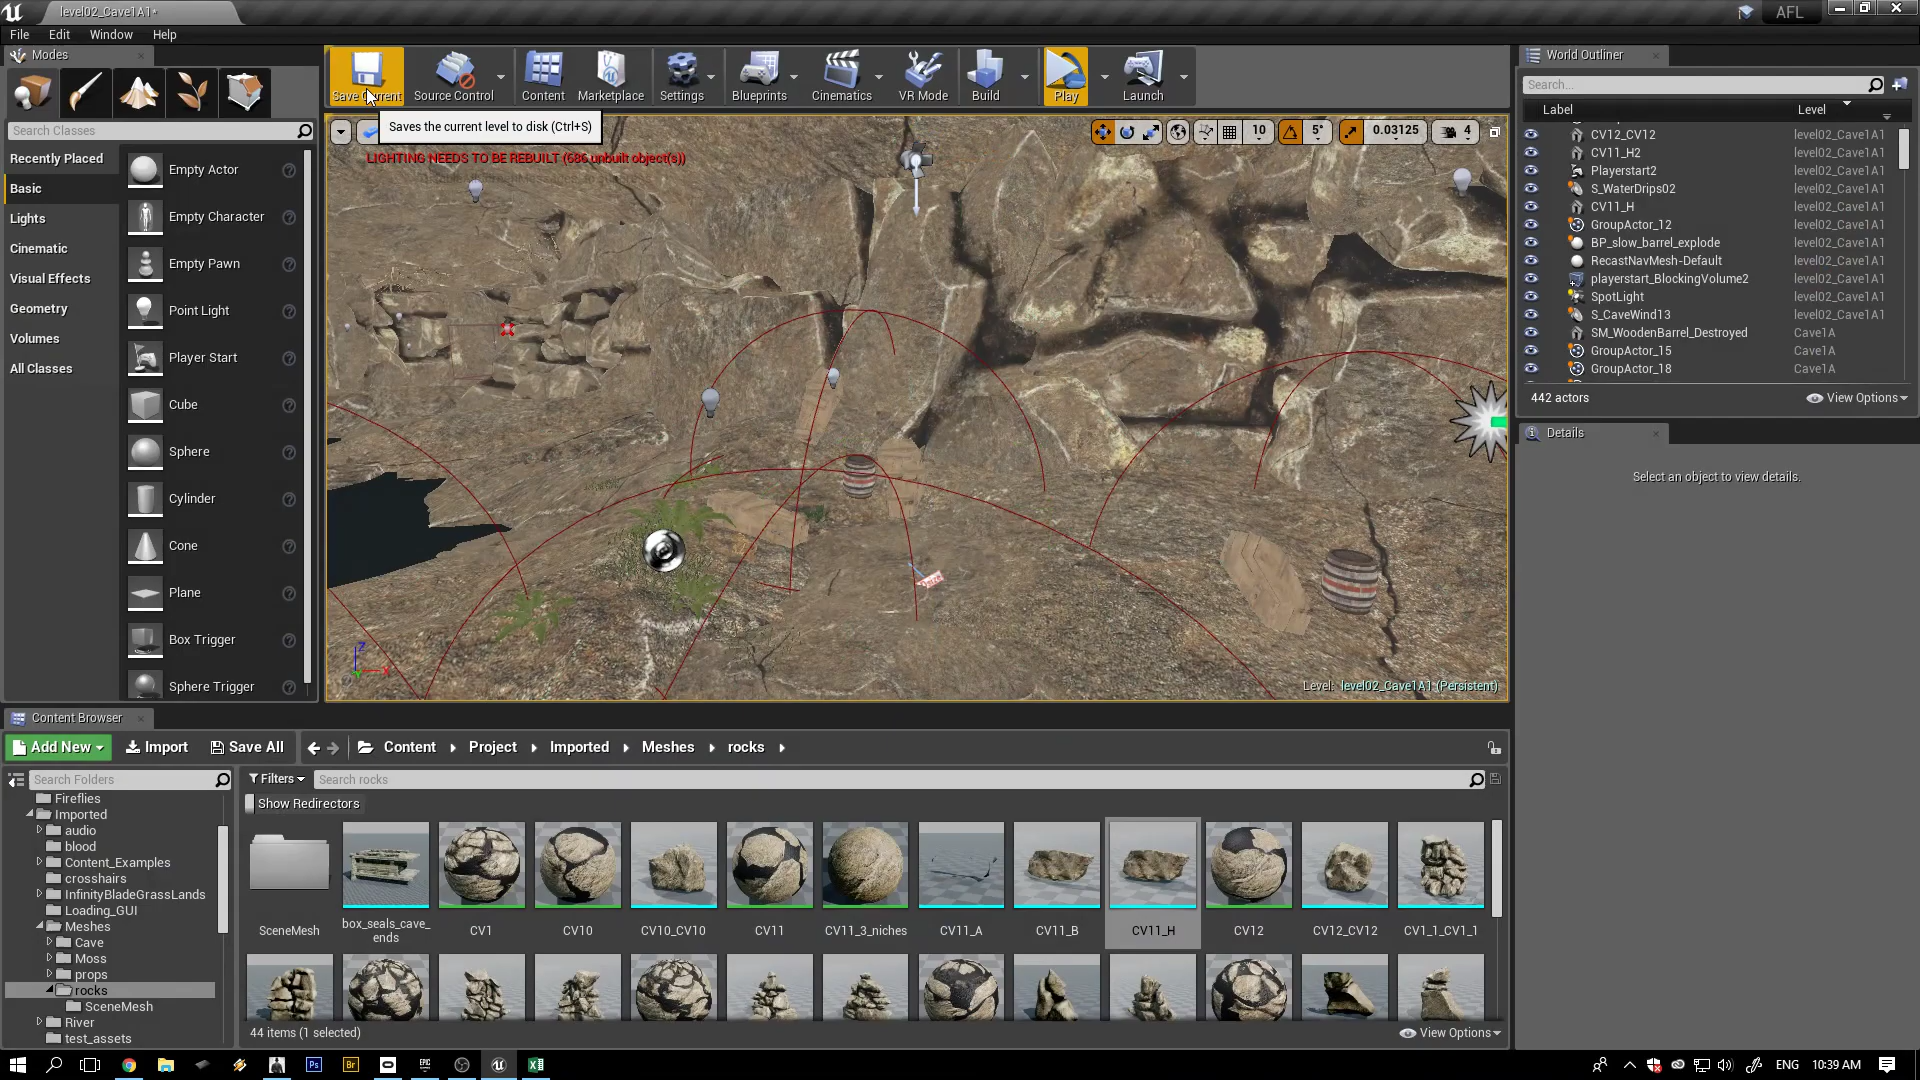 level02_Cave1A1*
AFL
File Edit Window Help
Modes
Save Current
Source Control
Content
Marketplace
Settings
Blueprints
Cinematics
VR Mode
Build
Play
Launch
Saves the current level to disk (Ctrl+S)
LIGHTING NEEDS TO BE REBUILT (686 unbuilt object(s))
10
5°
0.03125
4
Search Classes
Recently Placed
Basic
Lights
Cinematic
Visual Effects
Geometry
Volumes
All Classes
Empty Actor
Empty Character
Empty Pawn
Point Light
Player Start
Cube
Sphere
Cylinder
Cone
Plane
Box Trigger
Sphere Trigger
Level: level02_Cave1A1 (Persistent)
World Outliner
Search...
Label Level
CV12_CV12 level02_Cave1A1
CV11_H2 level02_Cave1A1
Playerstart2 level02_Cave1A1
S_WaterDrips02 level02_Cave1A1
CV11_H level02_Cave1A1
GroupActor_12 level02_Cave1A1
BP_slow_barrel_explode level02_Cave1A1
RecastNavMesh-Default level02_Cave1A1
playerstart_BlockingVolume2 level02_Cave1A1
SpotLight level02_Cave1A1
S_CaveWind13 level02_Cave1A1
SM_WoodenBarrel_Destroyed Cave1A
GroupActor_15 Cave1A
GroupActor_18 Cave1A
442 actors View Options
Details
Select an object to view details.
Content Browser
Add New Import Save All Content Project Imported Meshes rocks
Search Folders
Filters Search rocks
Show Redirectors
Fireflies
Imported
audio
blood
Content_Examples
crosshairs
InfinityBladeGrassLands
Loading_GUI
Meshes
Cave
Moss
props
rocks
SceneMesh
River
test_assets
SceneMesh
box_seals_cave_
ends
CV1
CV10
CV10_CV10
CV11
CV11_3_niches
CV11_A
CV11_B
CV11_H
CV12
CV12_CV12
CV1_1_CV1_1
44 items (1 selected) View Options
ENG 10:39 AM